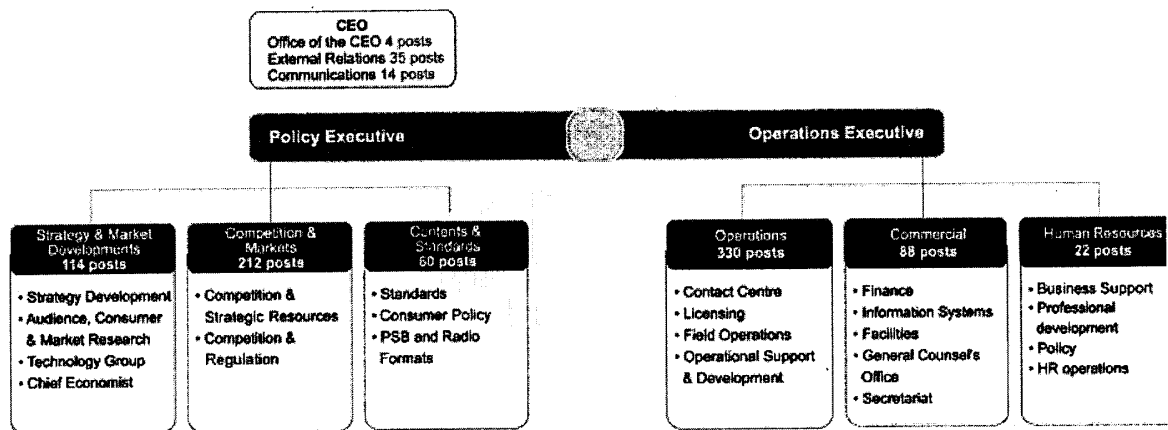 CEO
Office of the CEO 4 posts
External Relations 35 posts
Communications 14 posts
Policy Executive
Operations Executive
Strategy & Market
Developments
114 posts
• Strategy Development
• Audience, Consumer
& Market Research
• Technology Group
• Chief Economist
Competition &
Markets
212 posts
• Competition &
Strategic Resources
• Competition &
Regulation
Contents &
Standards
60 posts
• Standards
• Consumer Policy
• PSB and Radio
Formats
Operations
330 posts
• Contact Centre
• Licensing
• Field Operations
• Operational Support
& Development
Commercial
88 posts
• Finance
• Information Systems
• Facilities
• General Counsel's
Office
• Secretariat
Human Resources
22 posts
• Business Support
• Professional
development
• Policy
• HR operations